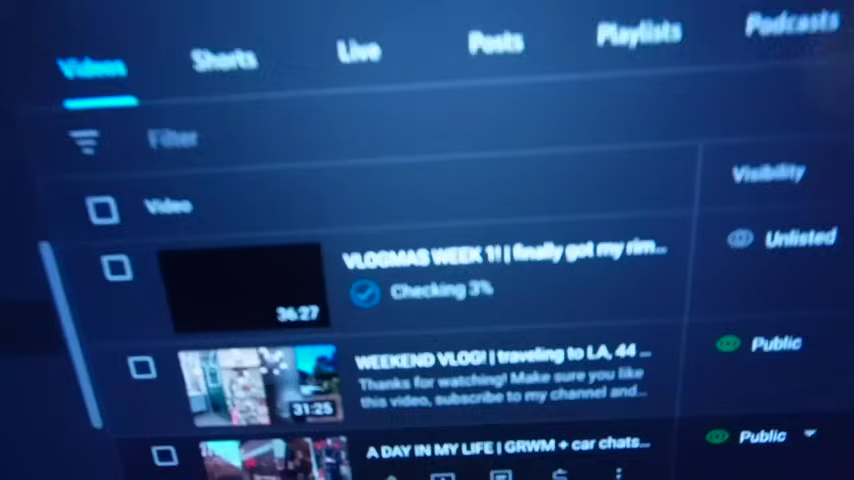 Videos Shorts Live Posts Playlists Podcasts
Filter
Video Visibility
VLOGMAS WEEK 1! | finally got my rim... Unlisted
Checking 3%
36:27
WEEKEND VLOG! | traveling to LA, 44 ... Public
Thanks for watching! Make sure you like
this video, subscribe to my channel and...
31:25
A DAY IN MY LIFE | GRWM + car chats... Public